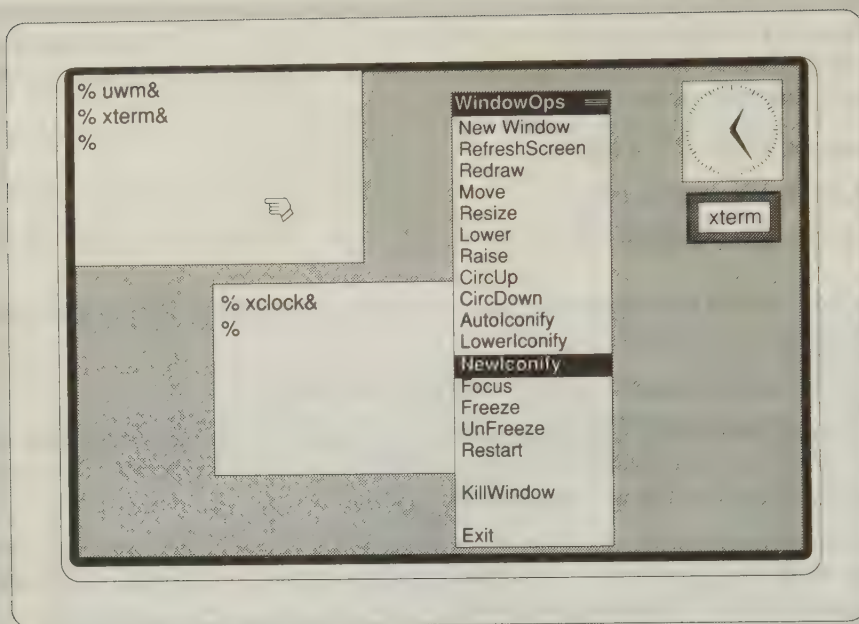 % uwm&
% xterm&
%
% xclock&
%
WindowOps
New Window
RefreshScreen
Redraw
Move
Resize
Lower
Raise
CircUp
CircDown
AutoIconify
LowerIconify
NewIconify
Focus
Freeze
UnFreeze
Restart
KillWindow
Exit
xterm